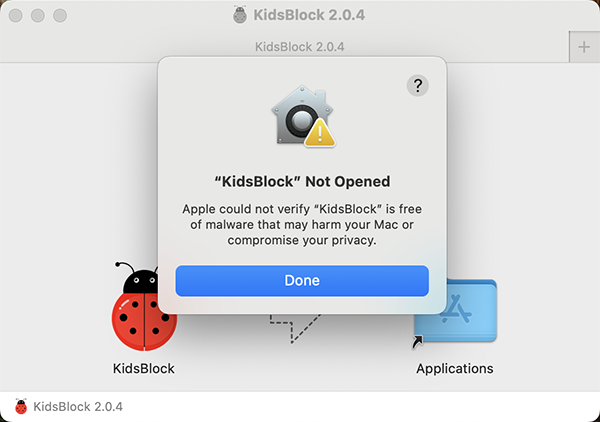 KidsBlock 2.0.4
KidsBlock 2.0.4
+
?
“KidsBlock” Not Opened
Apple could not verify “KidsBlock” is free
of malware that may harm your Mac or
compromise your privacy.
Done
KidsBlock
Applications
KidsBlock 2.0.4